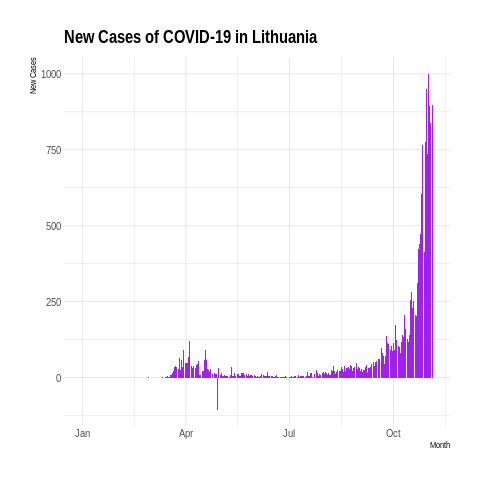 New Cases of COVID-19 in Lithuania
New Cases
1000
750
500
250
0
Jan Apr Jul Oct
Month